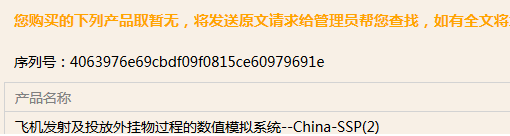 您购买的下列产品取暂无，将发送原文请求给管理员帮您查找，如有全文将
序列号：4063976e69cbdf09f0815ce60979691e
产品名称
飞机发射及投放外挂物过程的数值模拟系统--China-SSP(2)